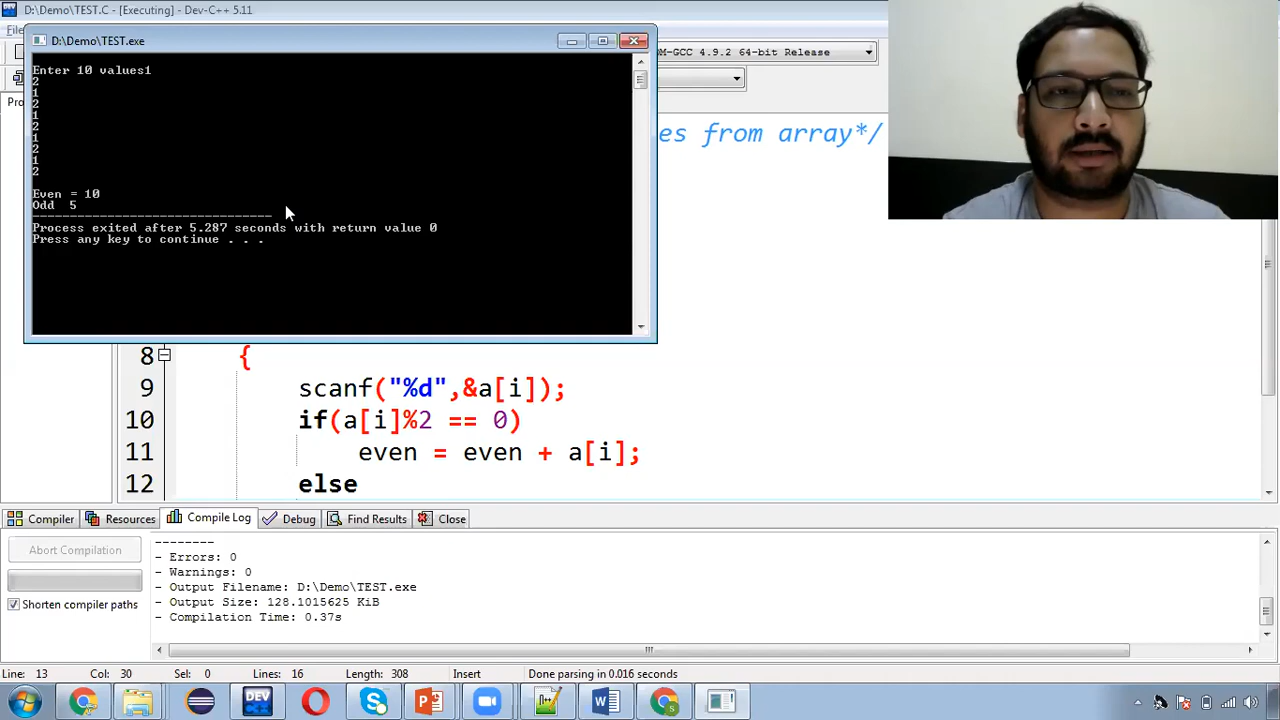 D:\Demo\TEST.C - [Executing] - Dev-C++ 5.11
D:\Demo\TEST.exe
Enter 10 values1
2
1
2
1
2
1
2
1
2
Even = 10
Odd  5
--------------------------------
Process exited after 5.287 seconds with return value 0
Press any key to continue . . .
M-GCC 4.9.2 64-bit Release
es from array*/
8 {
9 scanf("%d",&a[i]);
10 if(a[i]%2 == 0)
11 even = even + a[i];
12 else
Compiler Resources Compile Log Debug Find Results Close
Abort Compilation
Shorten compiler paths
--------
- Errors: 0
- Warnings: 0
- Output Filename: D:\Demo\TEST.exe
- Output Size: 128.1015625 KiB
- Compilation Time: 0.37s
Line: 13 Col: 30 Sel: 0 Lines: 16 Length: 308 Insert Done parsing in 0.016 seconds
DEV